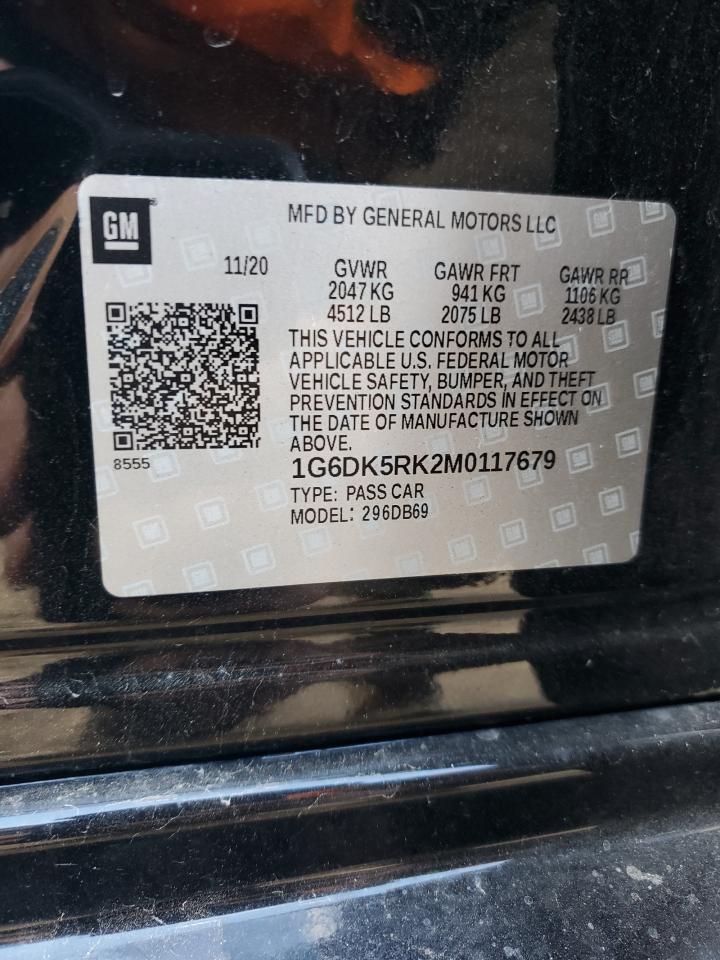 GM
MFD BY GENERAL MOTORS LLC
11/20 GVWR GAWR FRT GAWR RR
2047 KG 941 KG 1106 KG
4512 LB 2075 LB 2438 LB
THIS VEHICLE CONFORMS TO ALL
APPLICABLE U.S. FEDERAL MOTOR
VEHICLE SAFETY, BUMPER, AND THEFT
PREVENTION STANDARDS IN EFFECT ON
THE DATE OF MANUFACTURE SHOWN
ABOVE.
8555
1G6DK5RK2M0117679
TYPE: PASS CAR
MODEL: 296DB69